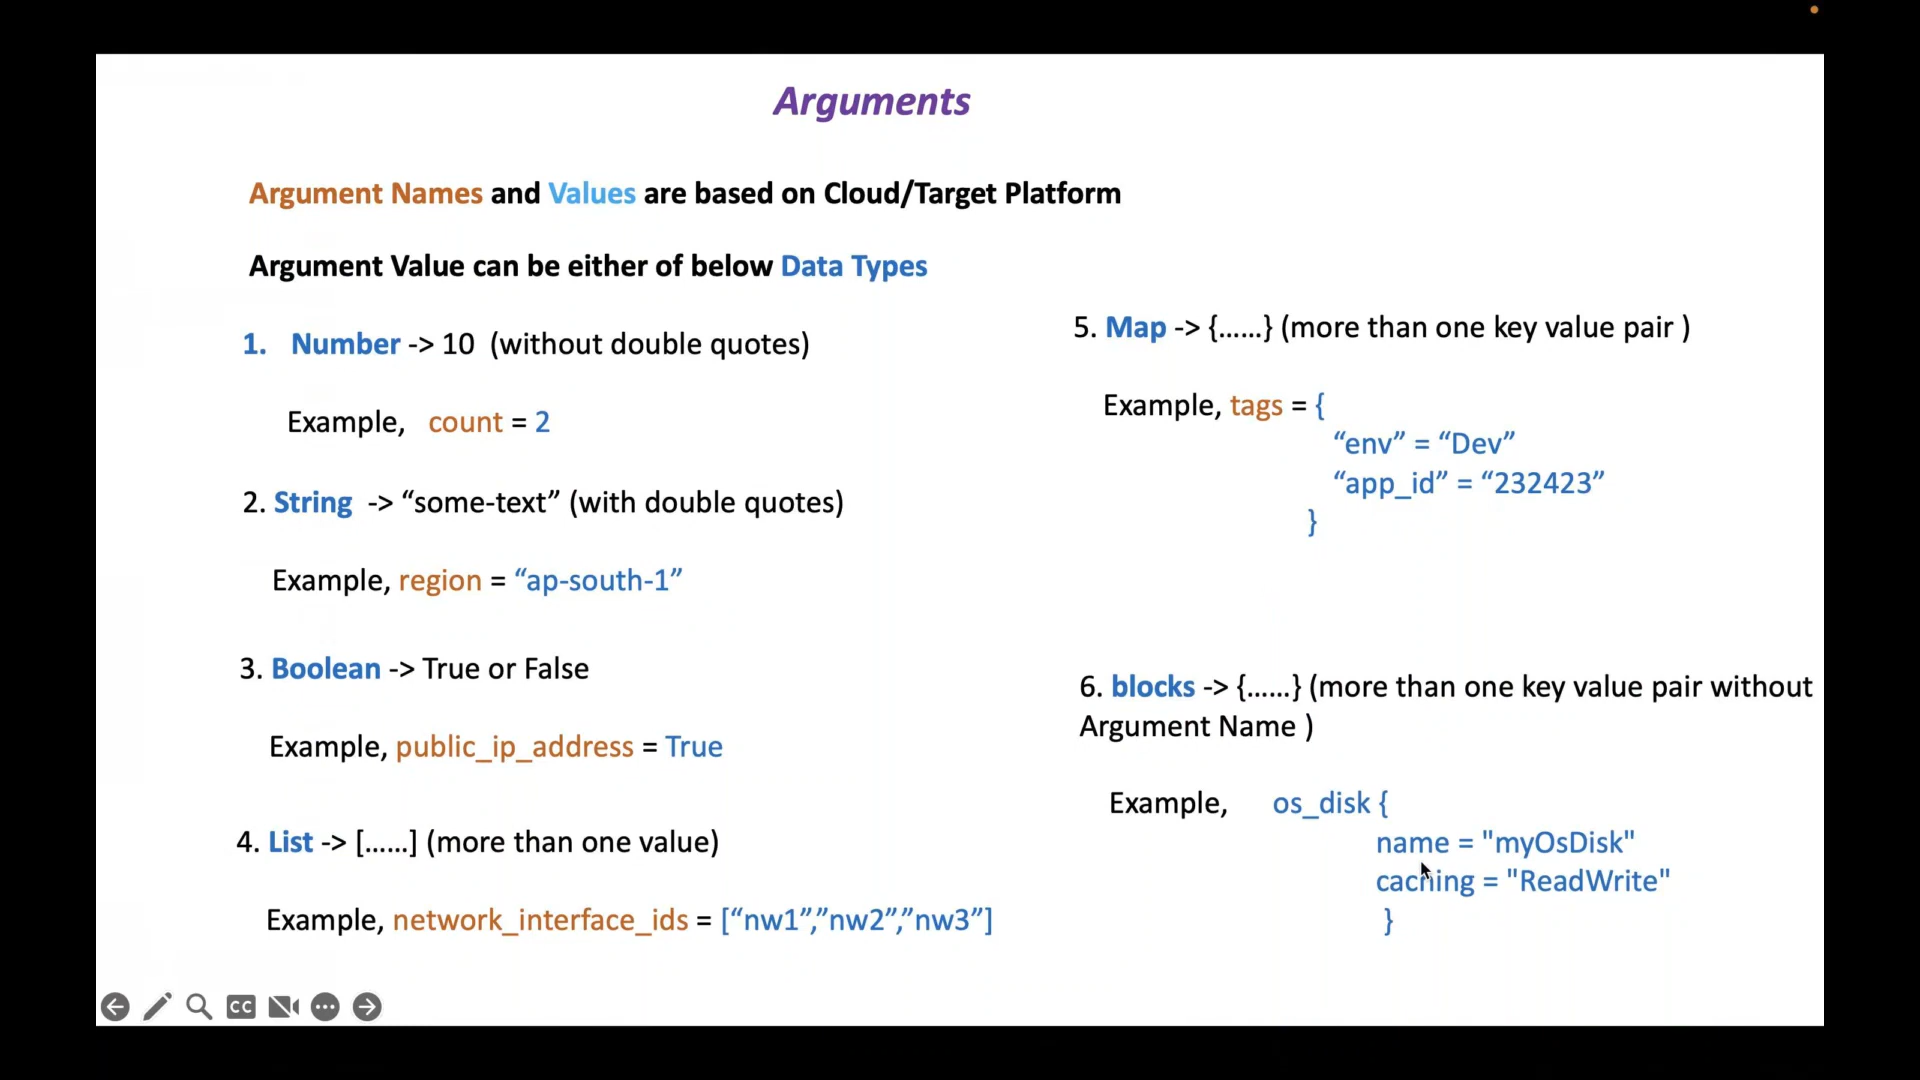 Arguments
Argument Names and Values are based on Cloud/Target Platform
Argument Value can be either of below Data Types
1. Number -> 10 (without double quotes)
Example, count = 2
2. String -> “some-text” (with double quotes)
Example, region = “ap-south-1”
3. Boolean -> True or False
Example, public_ip_address = True
4. List -> [……] (more than one value)
Example, network_interface_ids = [“nw1”,”nw2”,”nw3”]
5. Map -> {……} (more than one key value pair )
Example, tags = {
“env” = “Dev”
“app_id” = “232423”
}
6. blocks -> {……} (more than one key value pair without
Argument Name )
Example, os_disk {
name = "myOsDisk"
caching = "ReadWrite"
}
CC